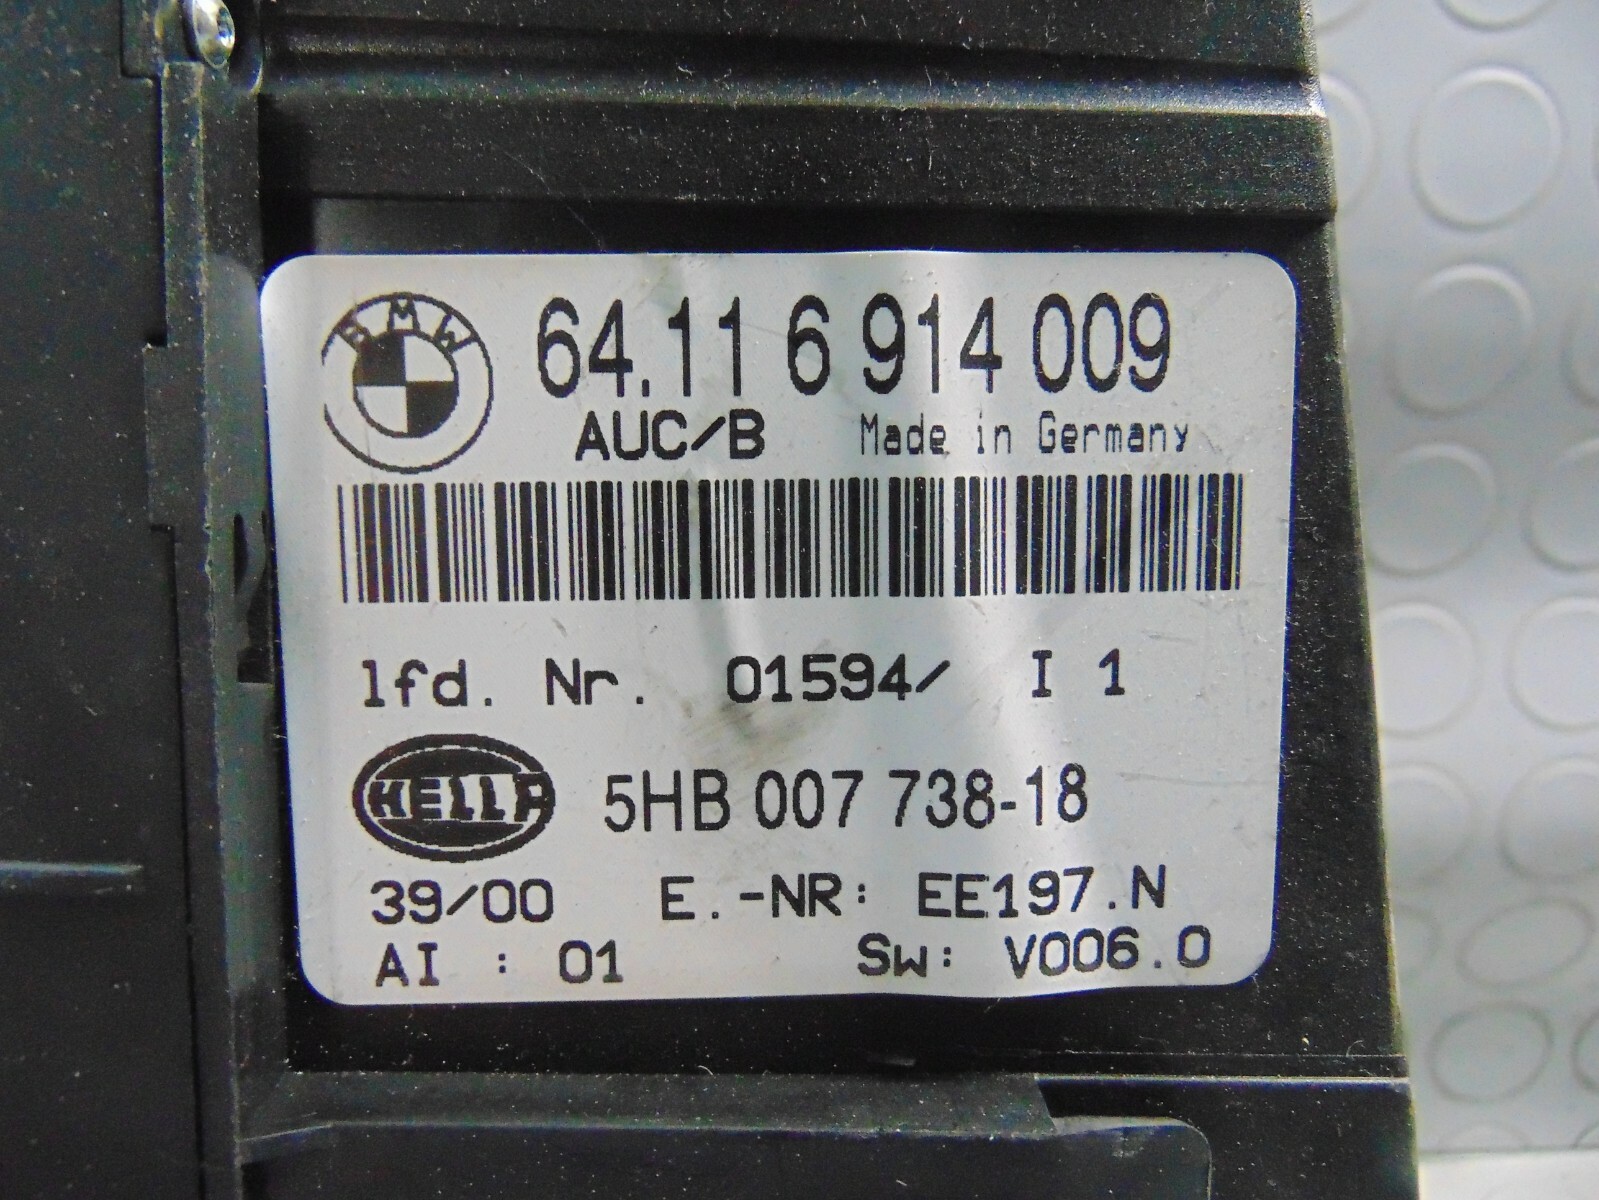 BMW
64.11 6 914 009
AUC/B Made in Germany
lfd. Nr. 01594/ I 1
HELLA 5HB 007 738-18
39/00 E.-NR: EE197.N
AI : 01 Sw: V006.0